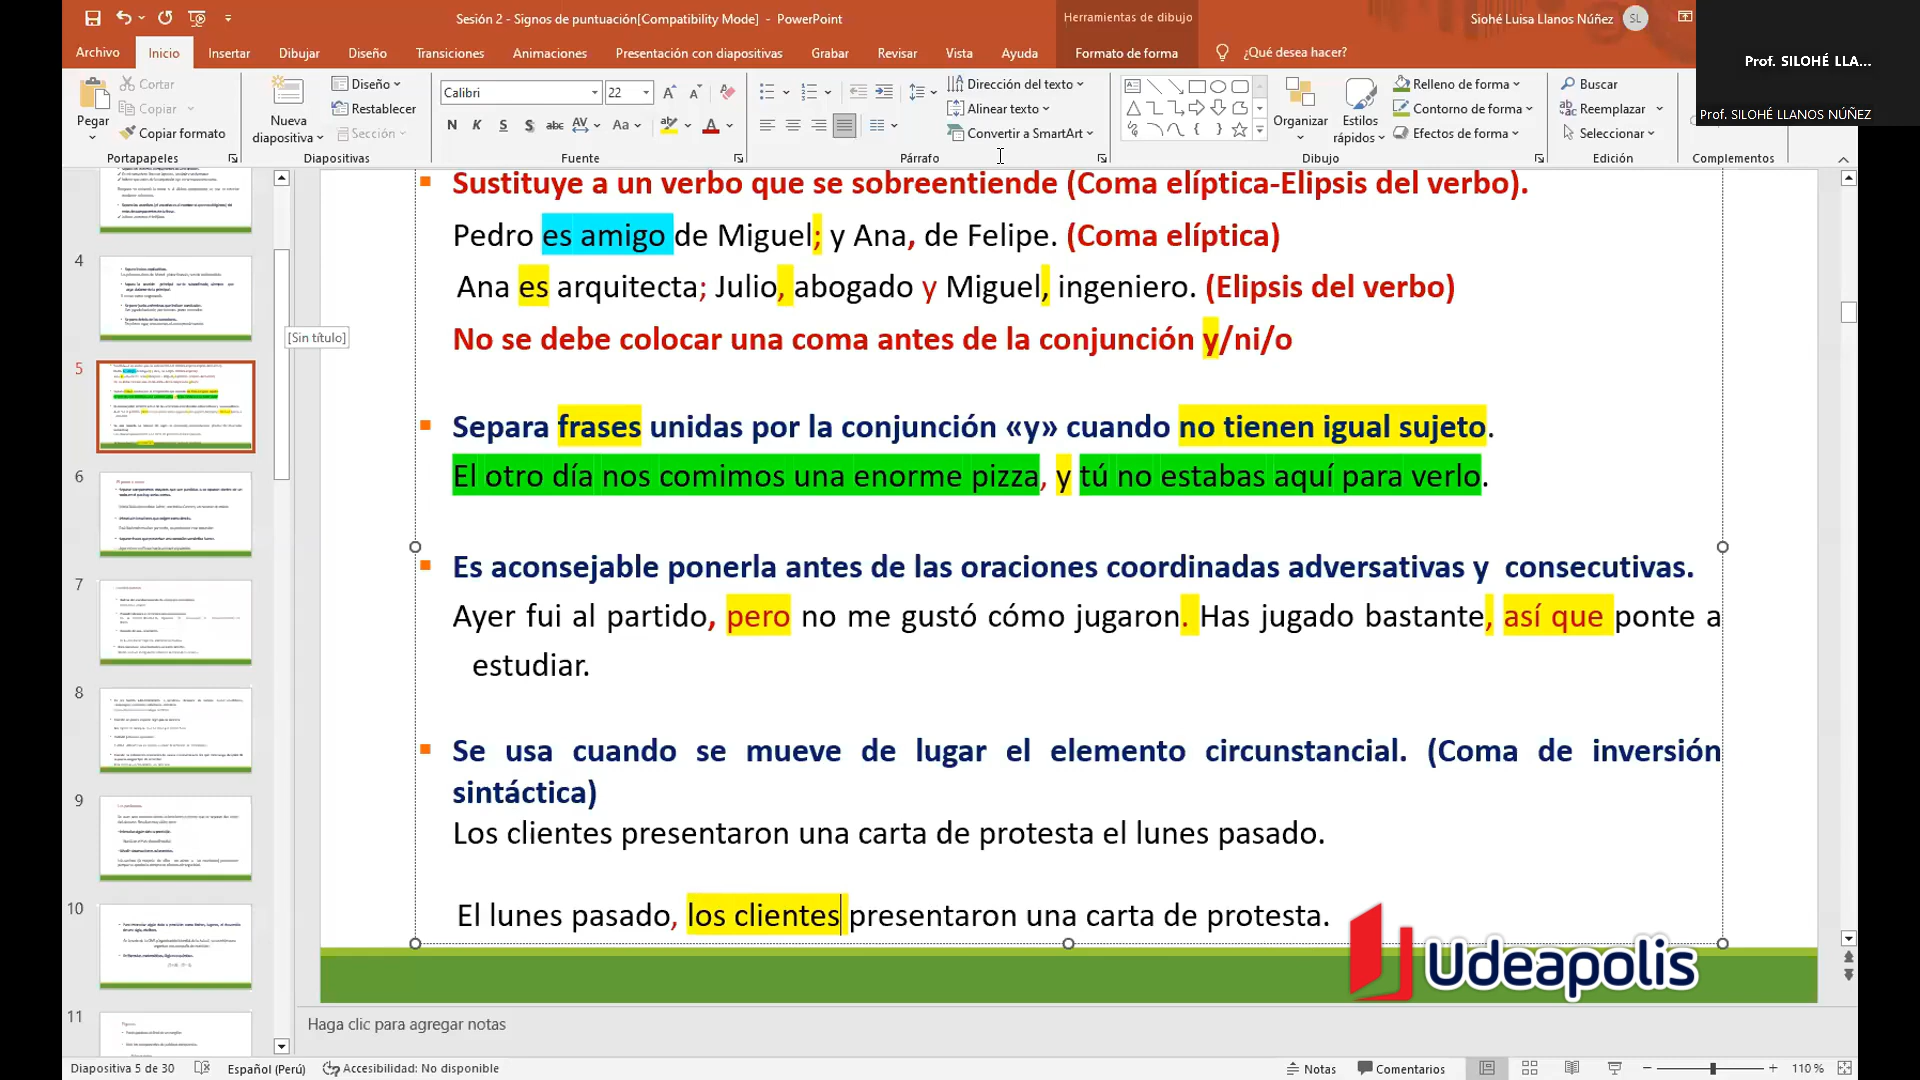 Sesión 2 - Signos de puntuación[Compatibility Mode] - PowerPoint
Herramientas de dibujo
Siohé Luisa Llanos Núñez
SL
Prof. SILOHÉ LLA...
Prof. SILOHÉ LLANOS NÚÑEZ
Archivo Inicio Insertar Dibujar Diseño Transiciones Animaciones Presentación con diapositivas Grabar Revisar Vista Ayuda Formato de forma ¿Qué desea hacer?
Pegar
Cortar
Copiar
Copiar formato
Portapapeles
Nueva diapositiva
Diseño
Restablecer
Sección
Diapositivas
Calibri 22
N K S S abc AV Aa A
Fuente
Dirección del texto
Alinear texto
Convertir a SmartArt
Párrafo
Organizar
Estilos rápidos
Relleno de forma
Contorno de forma
Efectos de forma
Dibujo
Buscar
Reemplazar
Seleccionar
Edición
Complementos
4
5
6
7
8
9
10
11
[Sin título]
Sustituye a un verbo que se sobreentiende (Coma elíptica-Elipsis del verbo).
Pedro es amigo de Miguel; y Ana, de Felipe. (Coma elíptica)
Ana es arquitecta; Julio, abogado y Miguel, ingeniero. (Elipsis del verbo)
No se debe colocar una coma antes de la conjunción y/ni/o
Separa frases unidas por la conjunción «y» cuando no tienen igual sujeto.
El otro día nos comimos una enorme pizza, y tú no estabas aquí para verlo.
Es aconsejable ponerla antes de las oraciones coordinadas adversativas y consecutivas.
Ayer fui al partido, pero no me gustó cómo jugaron. Has jugado bastante, así que ponte a
estudiar.
Se usa cuando se mueve de lugar el elemento circunstancial. (Coma de inversión
sintáctica)
Los clientes presentaron una carta de protesta el lunes pasado.
El lunes pasado, los clientes presentaron una carta de protesta.
Udeapolis
Haga clic para agregar notas
Diapositiva 5 de 30 Español (Perú) Accesibilidad: No disponible Notas Comentarios 110 %